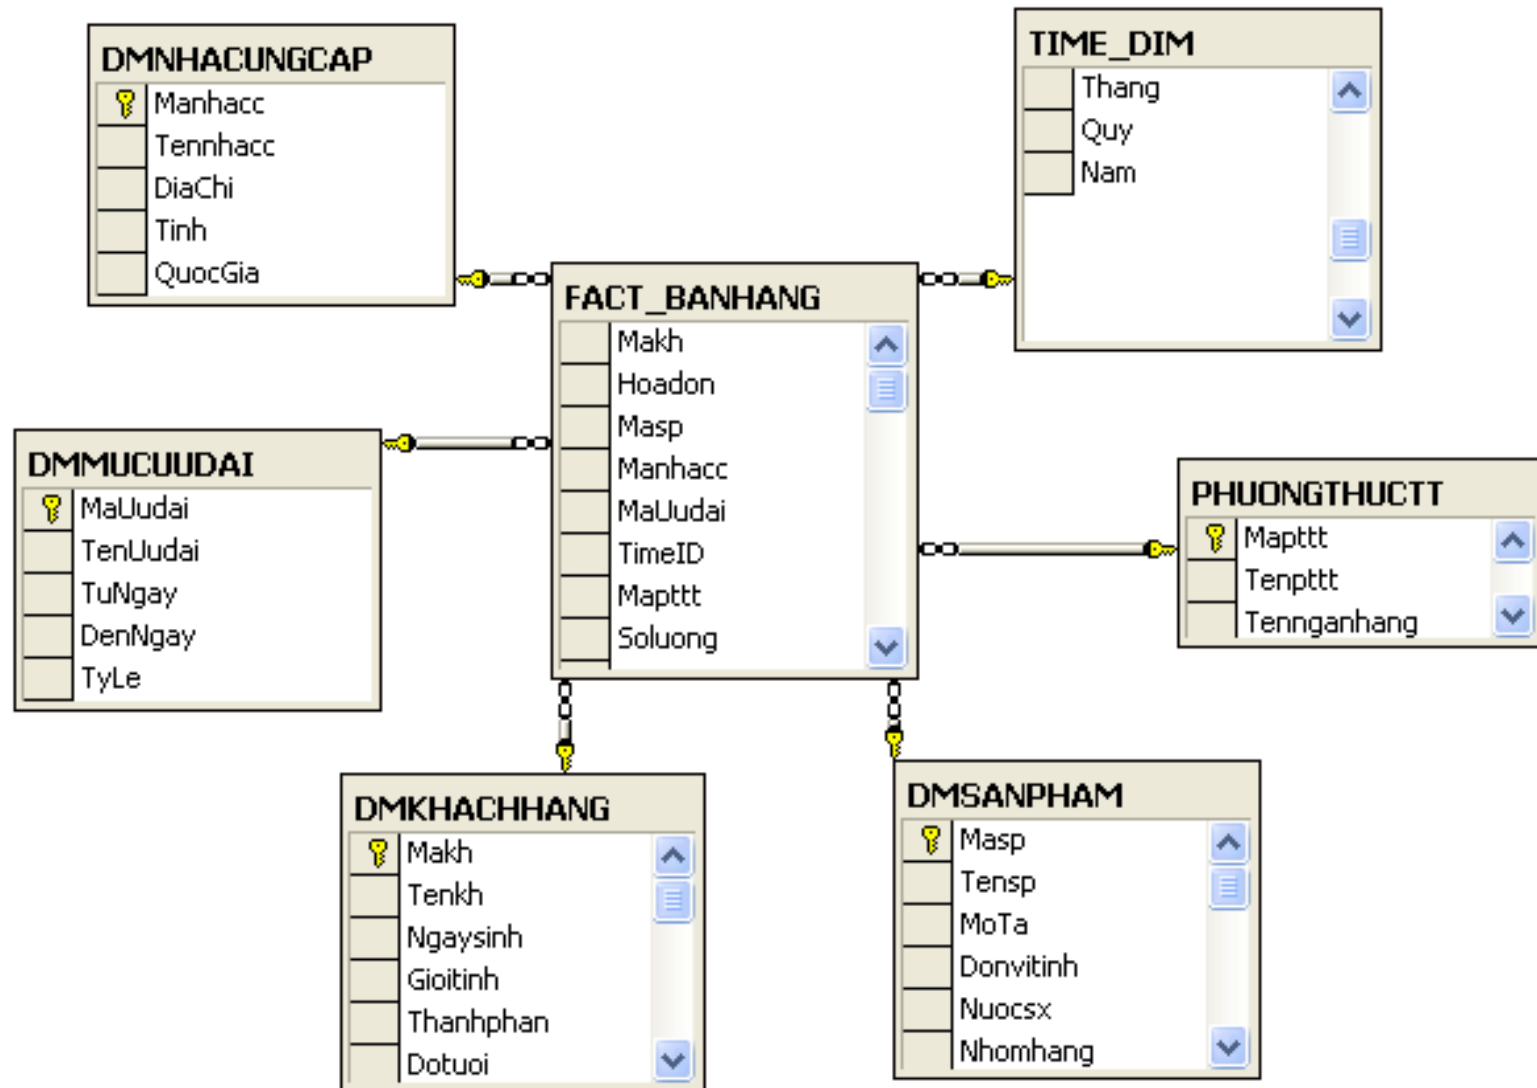 DMNHACUNGCAP
Manhacc
Tennhacc
DiaChi
Tinh
QuocGia
TIME_DIM
Thang
Quy
Nam
FACT_BANHANG
Makh
Hoadon
Masp
Manhacc
MaUudai
TimeID
Mapttt
Soluong
DMMUCUUDAI
MaUudai
TenUudai
TuNgay
DenNgay
TyLe
PHUONGTHUCTT
Mapttt
Tenpttt
Tennganhang
DMKHACHHANG
Makh
Tenkh
Ngaysinh
Gioitinh
Thanhphan
Dotuoi
DMSANPHAM
Masp
Tensp
MoTa
Donvitinh
Nuocsx
Nhomhang